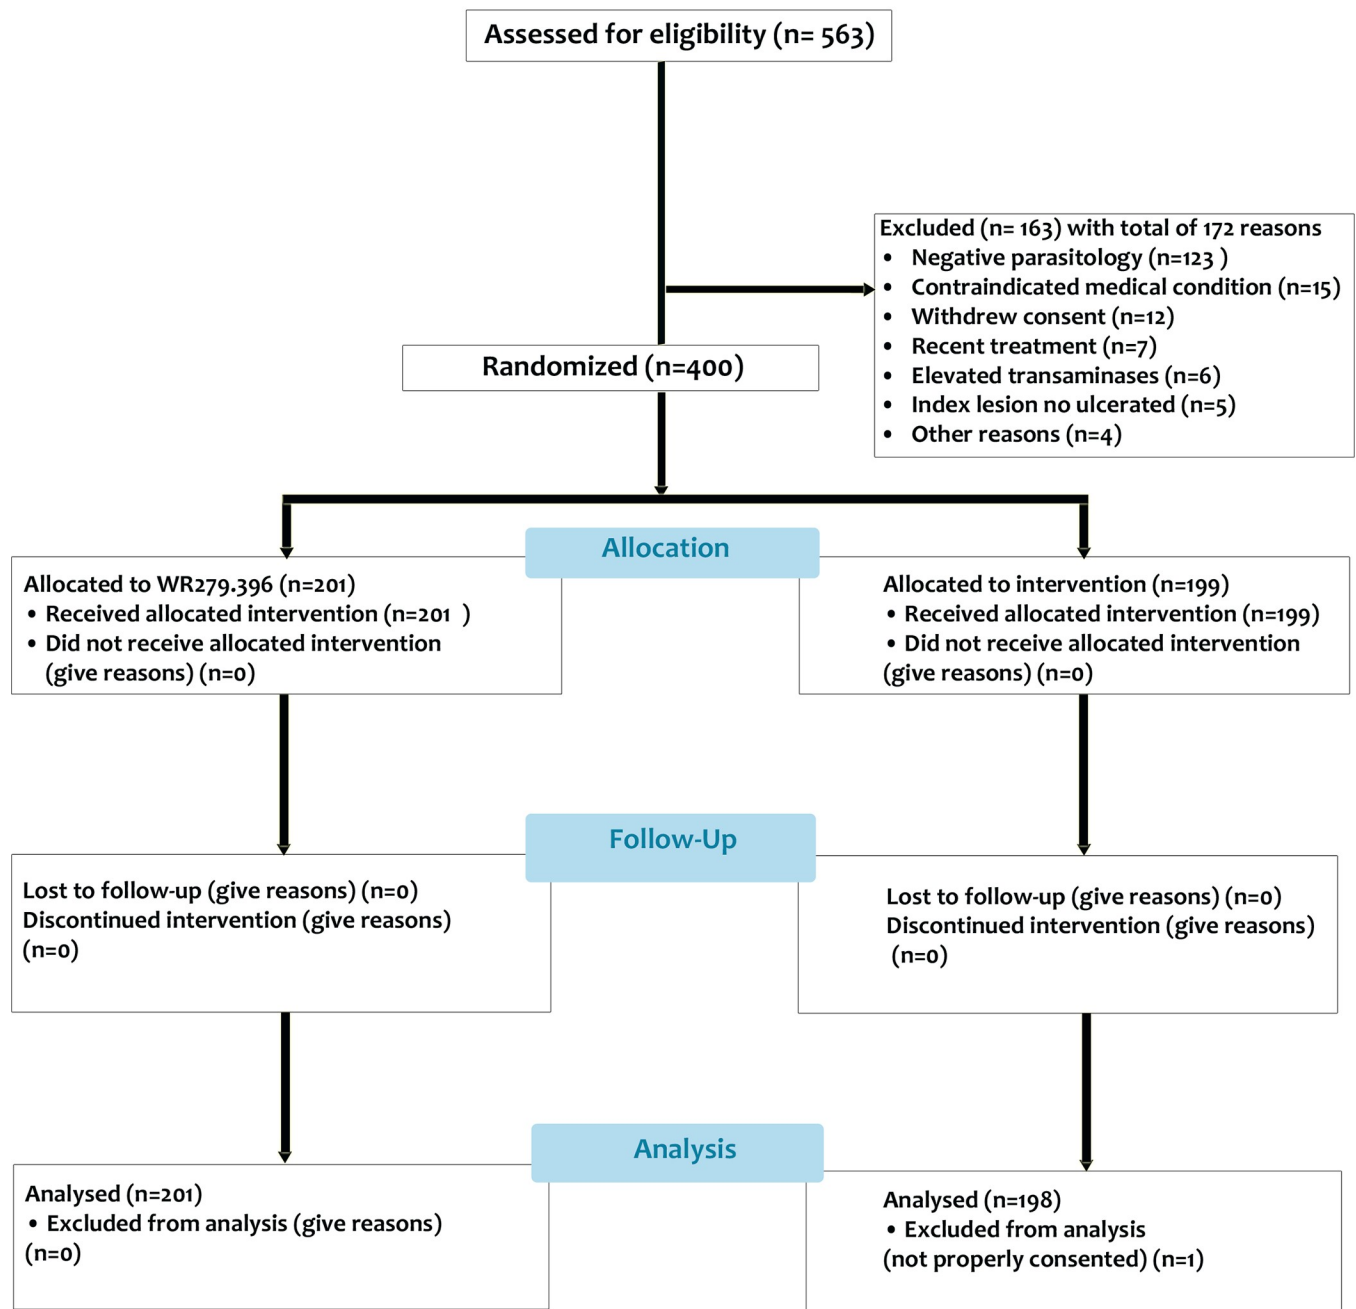 Assessed for eligibility (n= 563)
Excluded (n= 163) with total of 172 reasons
• Negative parasitology (n=123 )
• Contraindicated medical condition (n=15)
• Withdrew consent (n=12)
• Recent treatment (n=7)
• Elevated transaminases (n=6)
• Index lesion no ulcerated (n=5)
• Other reasons (n=4)
Randomized (n=400)
Allocation
Allocated to WR279.396 (n=201)
• Received allocated intervention (n=201 )
• Did not receive allocated intervention
(give reasons) (n=0)
Allocated to intervention (n=199)
• Received allocated intervention (n=199)
• Did not receive allocated intervention
(give reasons) (n=0)
Follow-Up
Lost to follow-up (give reasons) (n=0)
Discontinued intervention (give reasons)
(n=0)
Lost to follow-up (give reasons) (n=0)
Discontinued intervention (give reasons)
(n=0)
Analysis
Analysed (n=201)
• Excluded from analysis (give reasons)
(n=0)
Analysed (n=198)
• Excluded from analysis
(not properly consented) (n=1)